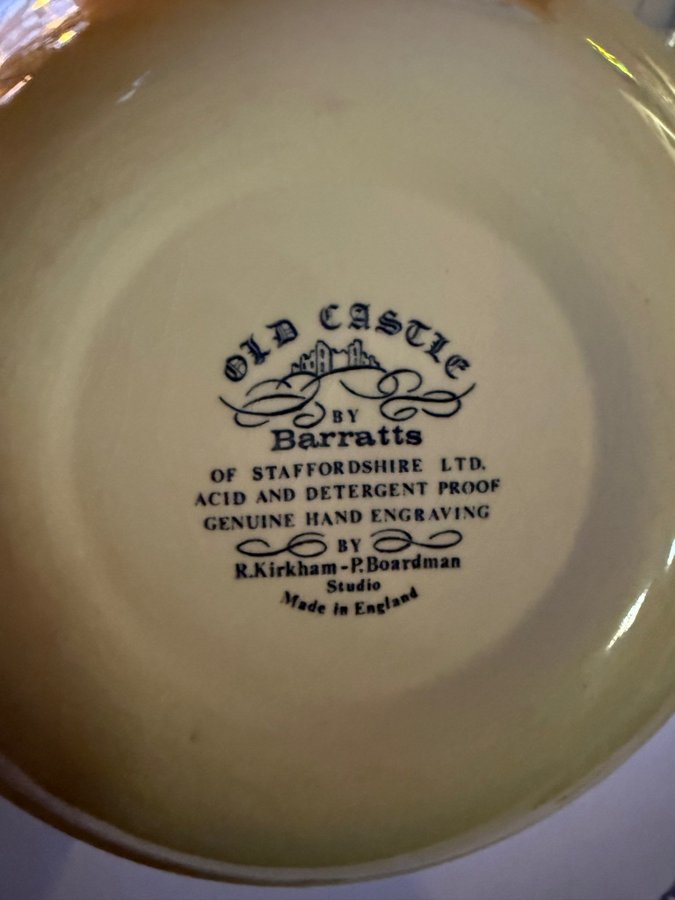 OLD CASTLE
BY
Barratts
OF STAFFORDSHIRE LTD.
ACID AND DETERGENT PROOF
GENUINE HAND ENGRAVING
BY
R.Kirkham-P.Boardman
Studio
Made in England